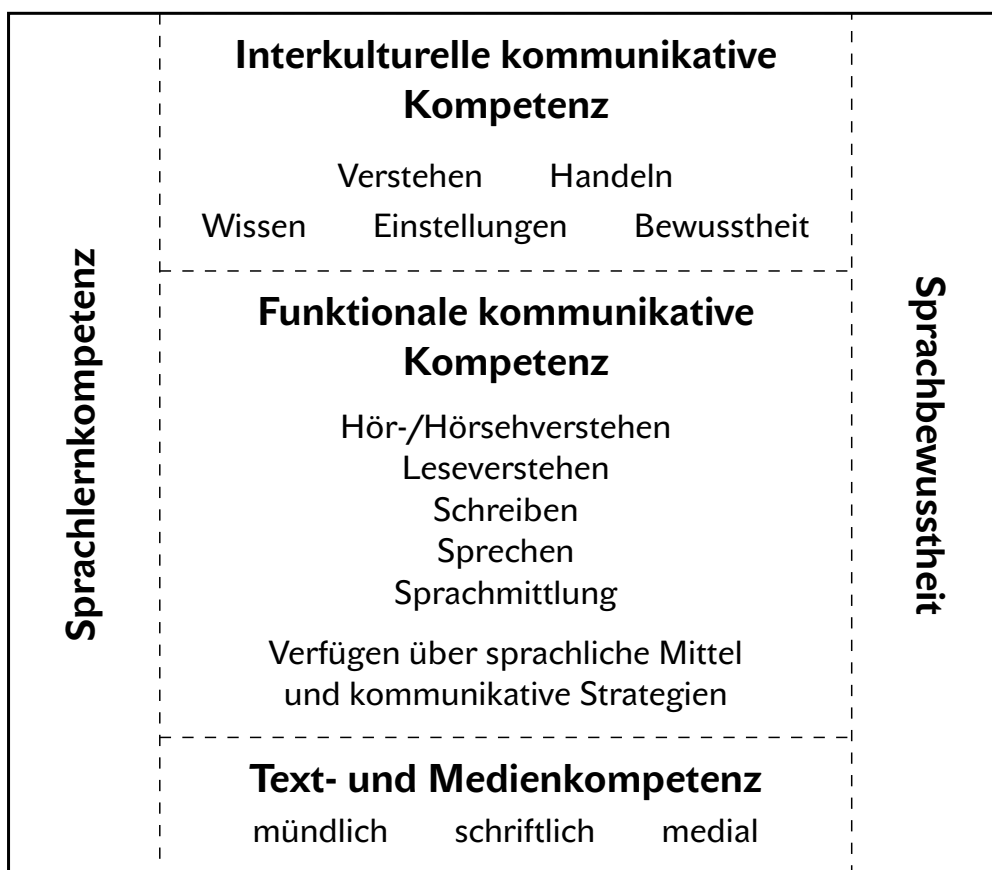 Sprachlernkompetenz
Interkulturelle kommunikative
Kompetenz
Verstehen Handeln
Wissen Einstellungen Bewusstheit
Funktionale kommunikative
Kompetenz
Hör-/Hörsehverstehen
Leseverstehen
Schreiben
Sprechen
Sprachmittlung
Verfügen über sprachliche Mittel
und kommunikative Strategien
Text- und Medienkompetenz
mündlich schriftlich medial
Sprachbewusstheit